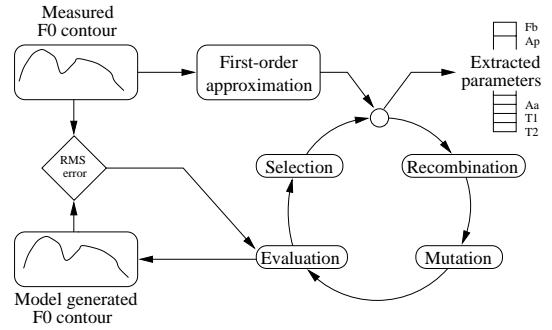 Measured
F0 contour
First-order
approximation
Fb
Ap
Extracted
parameters
Aa
T1
T2
RMS
error
Selection
Recombination
Evaluation
Mutation
Model generated
F0 contour